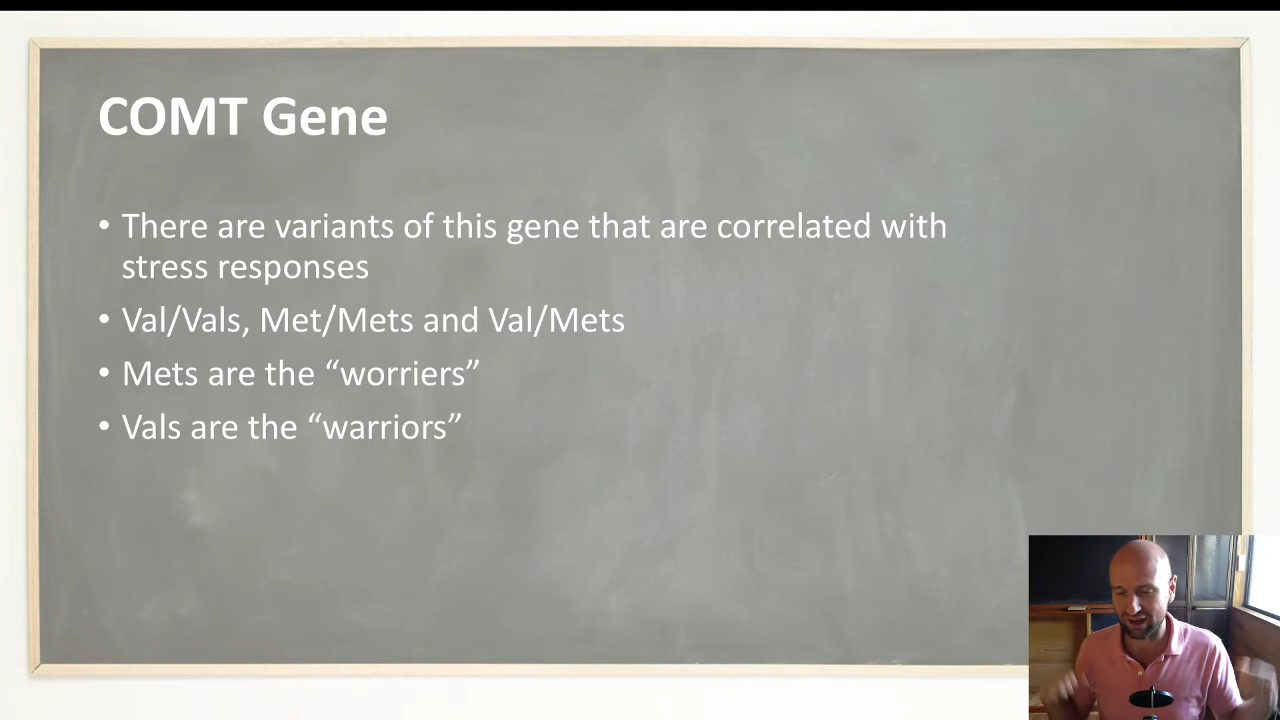 COMT Gene
• There are variants of this gene that are correlated with
stress responses
• Val/Vals, Met/Mets and Val/Mets
• Mets are the “worriers”
• Vals are the “warriors”